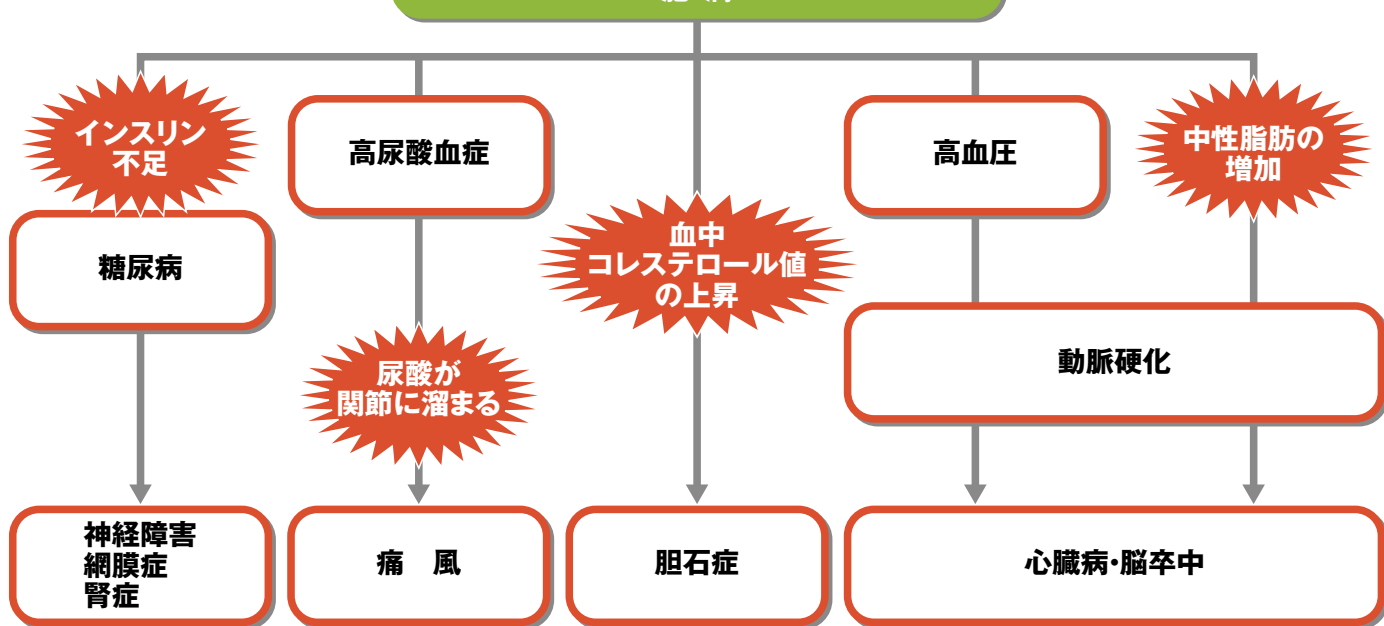 インスリン
不足
高尿酸血症
高血圧
中性脂肪の
増加
糖尿病
血中
コレステロール値
の上昇
尿酸が
関節に溜まる
動脈硬化
神経障害
網膜症
腎症
痛　風
胆石症
心臓病・脳卒中